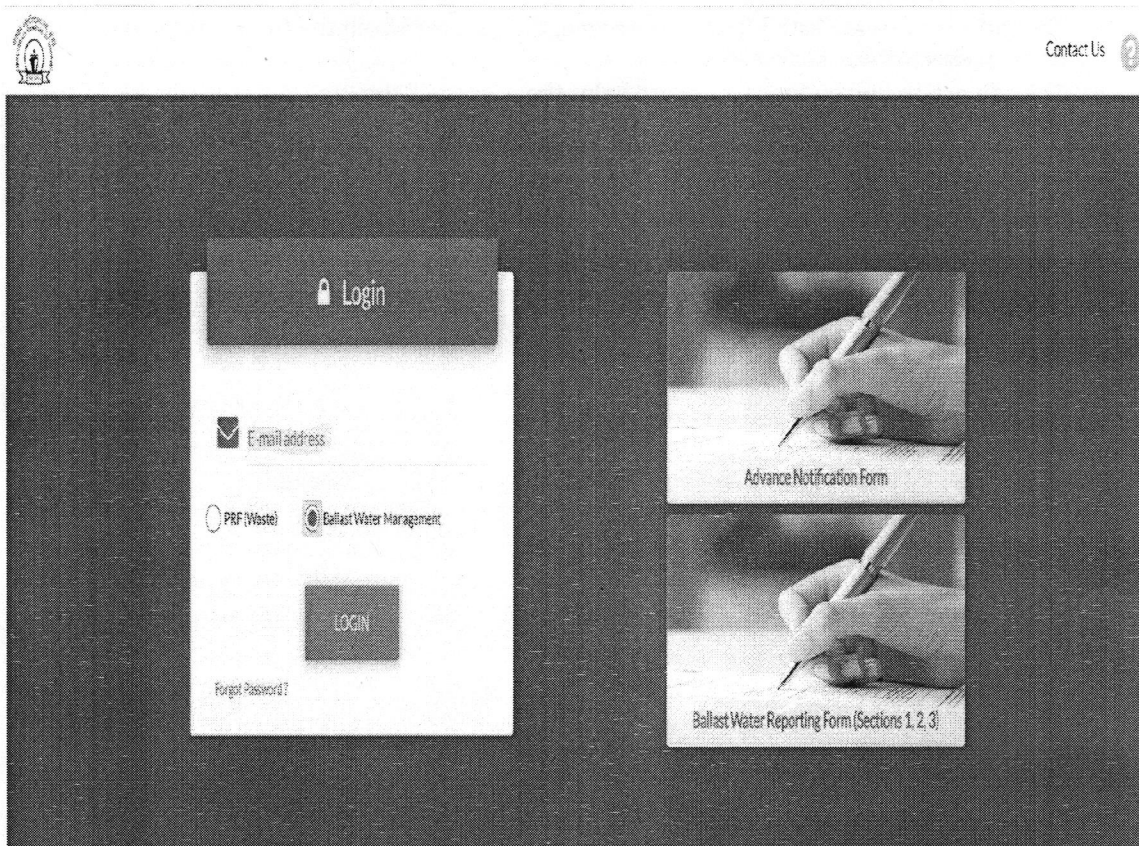 Contact Us
Login
E-mail address
PRF (Waste)
Ballast Water Management
LOGIN
Forgot Password ?
Advance Notification Form
Ballast Water Reporting Form (Sections 1, 2, 3)